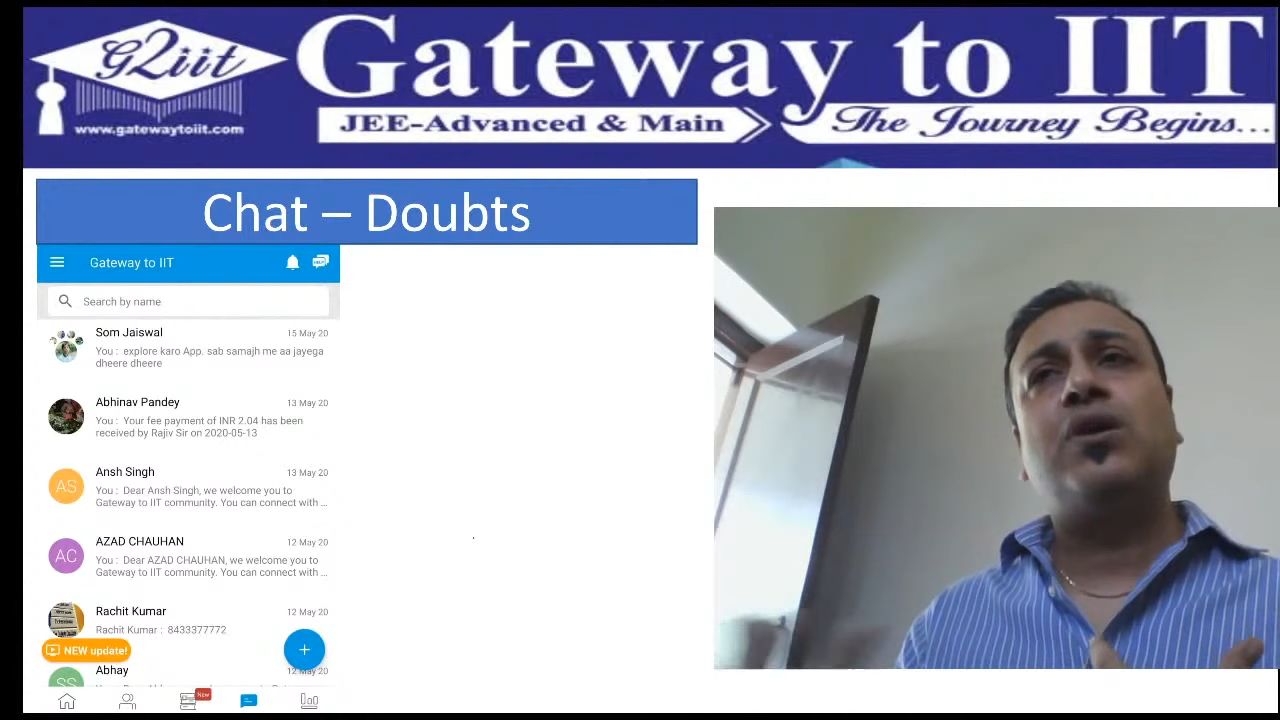 G2iit
www.gatewaytoiit.com
Gateway to IIT
JEE-Advanced & Main
The Journey Begins...
Chat – Doubts
Gateway to IIT
HELP
Search by name
Som Jaiswal 15 May 20
You : explore karo App. sab samajh me aa jayega
dheere dheere
Abhinav Pandey 13 May 20
You : Your fee payment of INR 2.04 has been
received by Rajiv Sir on 2020-05-13
Ansh Singh 13 May 20
AS
You : Dear Ansh Singh, we welcome you to
Gateway to IIT community. You can connect with ...
AZAD CHAUHAN 12 May 20
AC
You : Dear AZAD CHAUHAN, we welcome you to
Gateway to IIT community. You can connect with ...
Rachit Kumar 12 May 20
Rachit Kumar : 8433377772
NEW update!
+
Abhay 12 May 20
SS
New